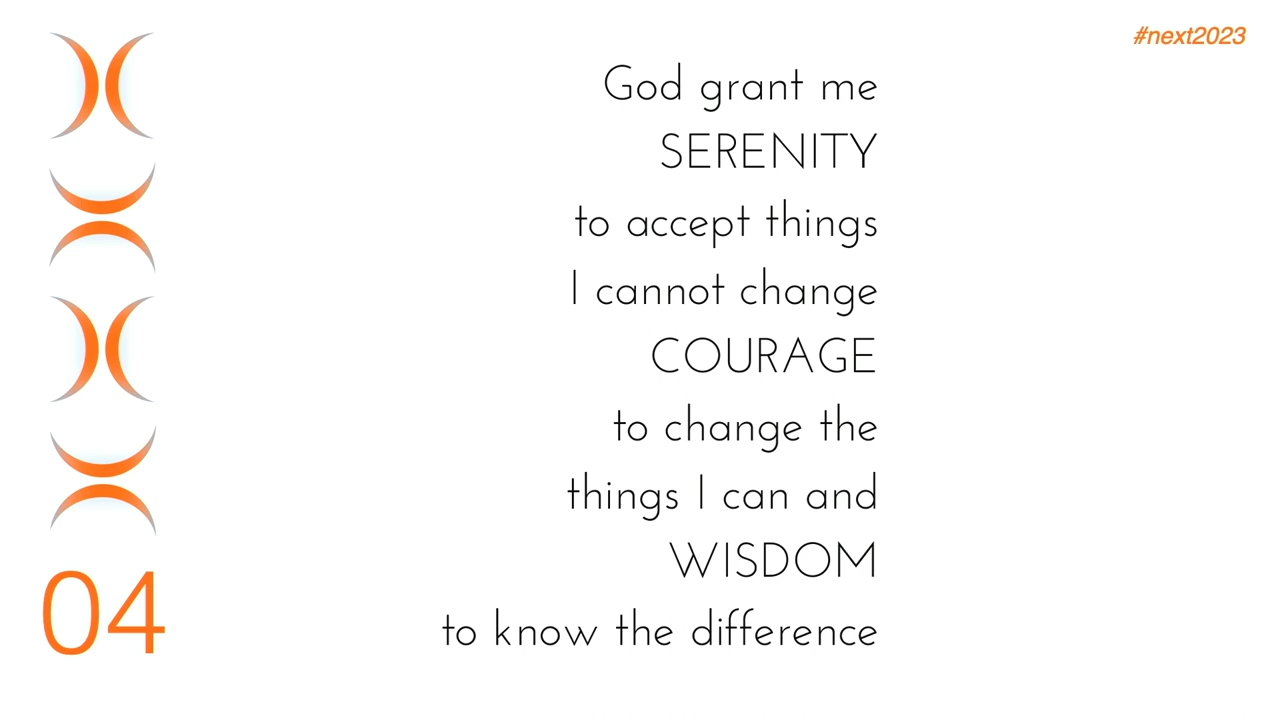 #next2023
God grant me
SERENITY
to accept things
I cannot change
COURAGE
to change the
things I can and
WISDOM
to know the difference
04